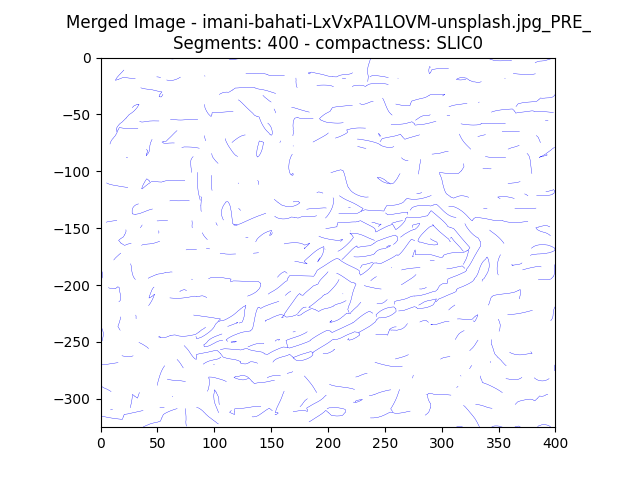 Merged Image - imani-bahati-LxVxPA1LOVM-unsplash.jpg_PRE_
Segments: 400 - compactness: SLIC0
0
−50
−100
−150
−200
−250
−300
0 50 100 150 200 250 300 350 400